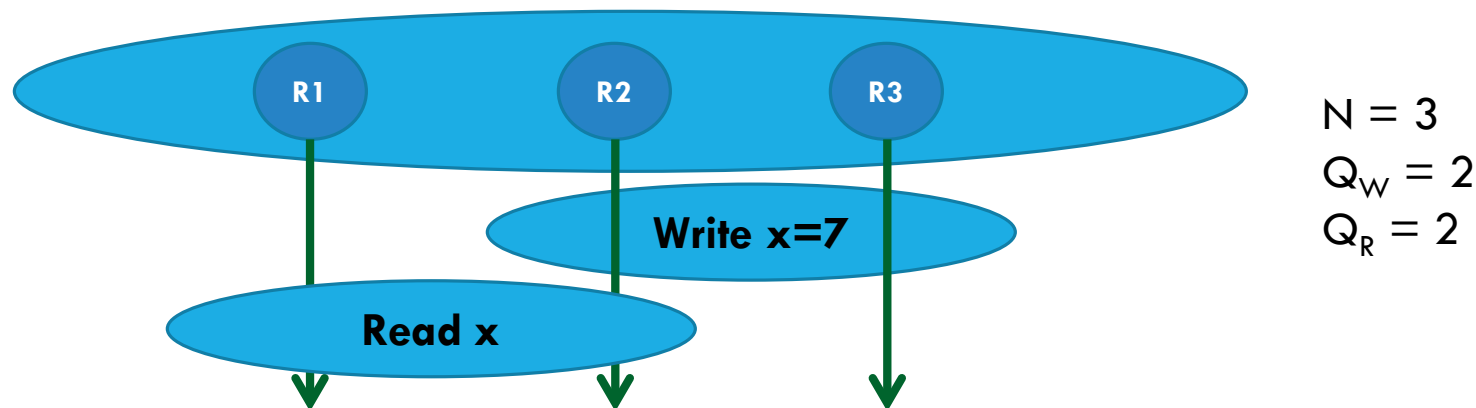 R1 R2 R3
N = 3
Q_W = 2
Q_R = 2
Write x=7
Read x